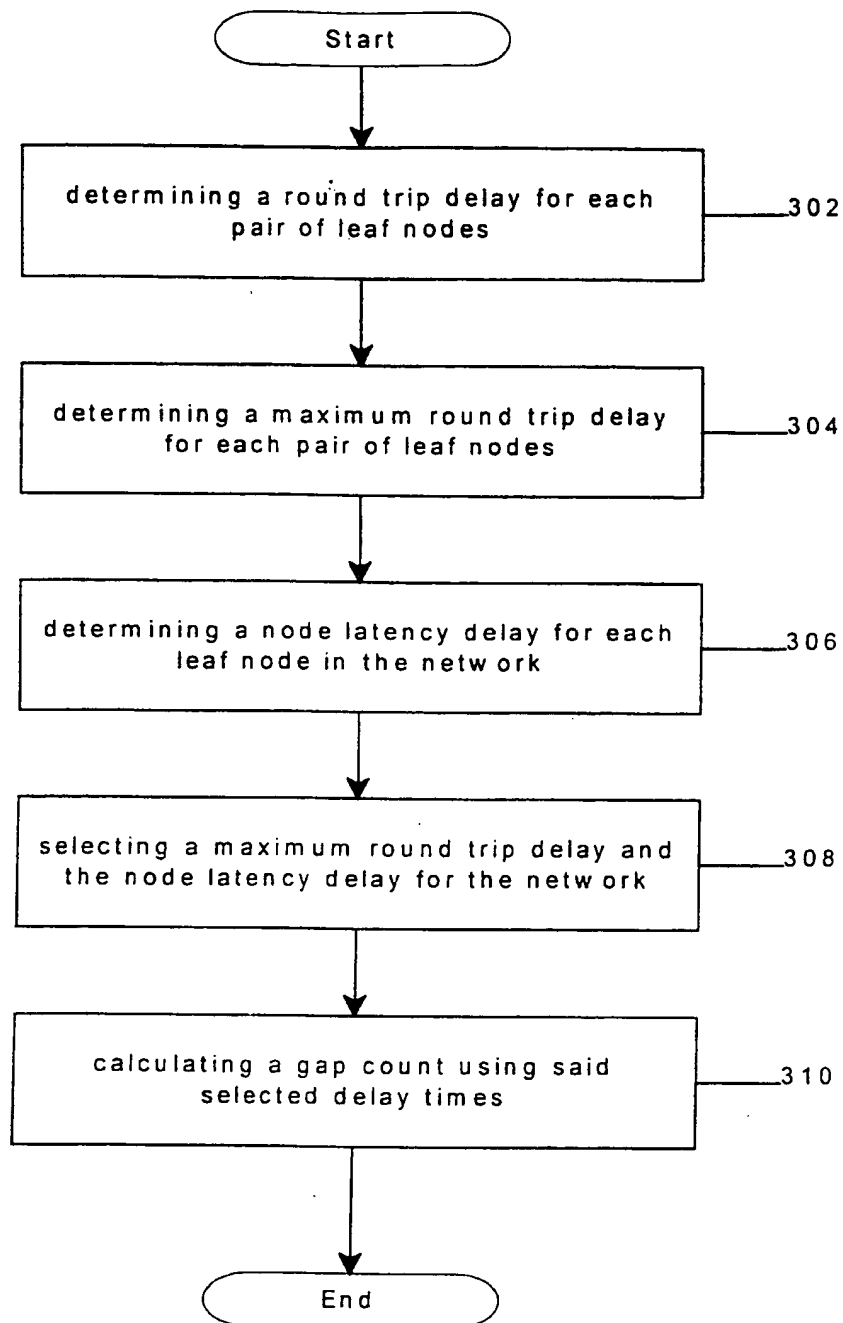 Start
determining a round trip delay for each
pair of leaf nodes
302
determining a maximum round trip delay
for each pair of leaf nodes
304
determining a node latency delay for each
leaf node in the network
306
selecting a maximum round trip delay and
the node latency delay for the network
308
calculating a gap count using said
selected delay times
310
End